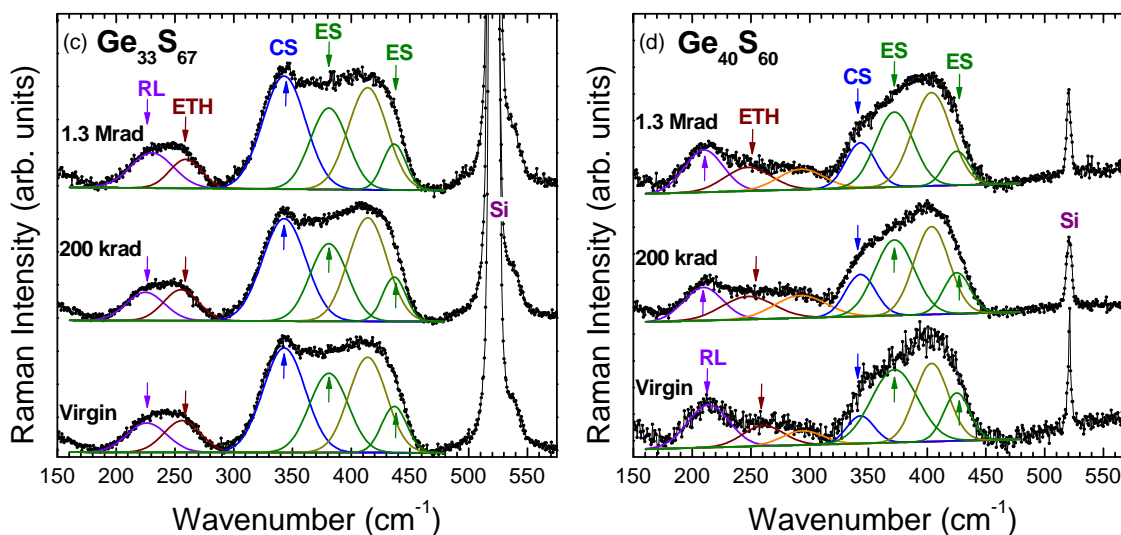 (c) Ge33S67
RL
ETH
CS
ES
ES
1.3 Mrad
200 krad
Virgin
Si
Raman Intensity (arb. units)
150 200 250 300 350 400 450 500 550
Wavenumber (cm-1)
(d) Ge40S60
ETH
CS
ES
ES
1.3 Mrad
200 krad
Si
RL
Virgin
Raman Intensity (arb. units)
150 200 250 300 350 400 450 500 550
Wavenumber (cm-1)